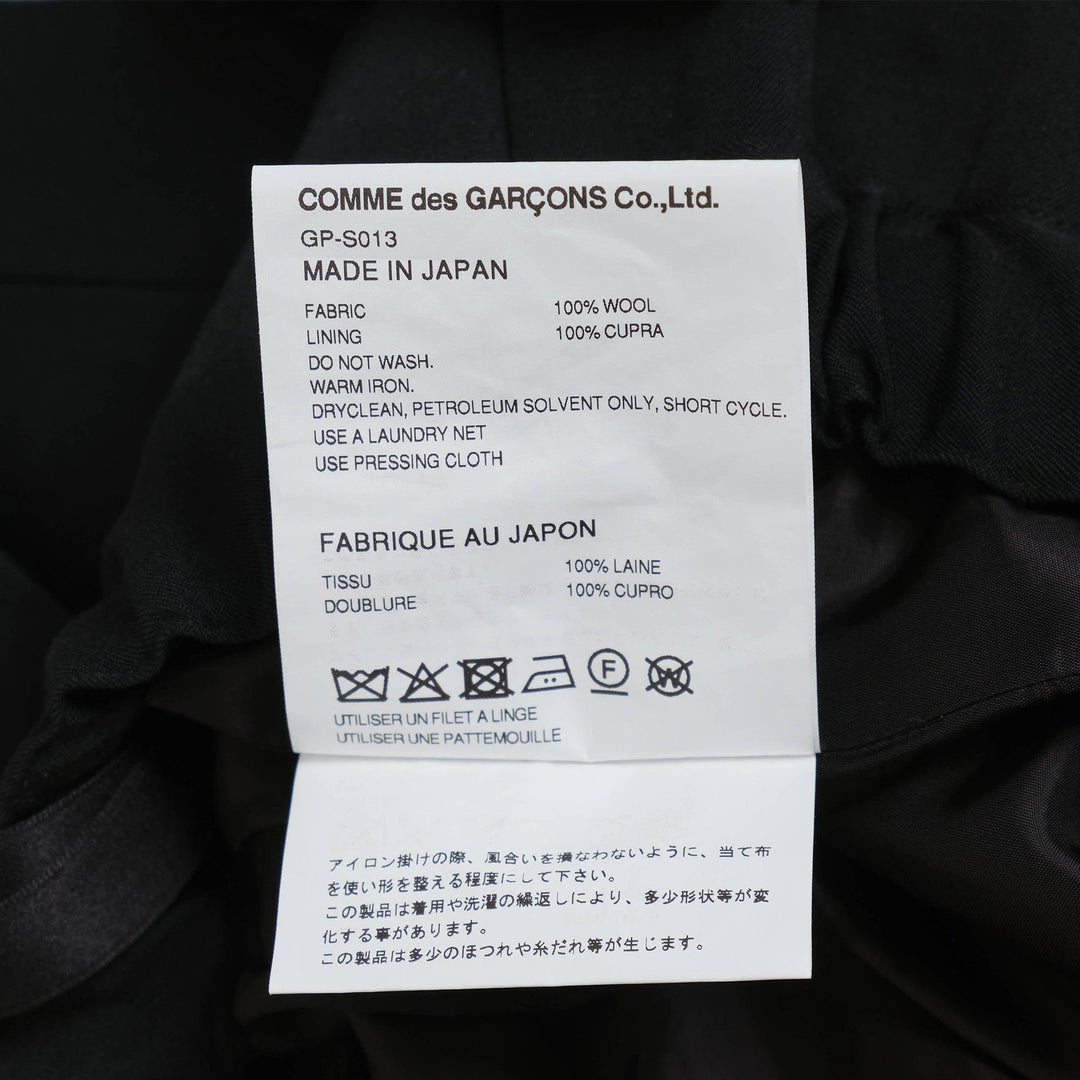 COMME des GARÇONS Co.,Ltd.
GP-S013
MADE IN JAPAN
FABRIC 100% WOOL
LINING 100% CUPRA
DO NOT WASH.
WARM IRON.
DRYCLEAN, PETROLEUM SOLVENT ONLY, SHORT CYCLE.
USE A LAUNDRY NET
USE PRESSING CLOTH
FABRIQUE AU JAPON
TISSU 100% LAINE
DOUBLURE 100% CUPRO
F W
UTILISER UN FILET A LINGE
UTILISER UNE PATTEMOUILLE
アイロン掛けの際、風合いを損なわないように、当て布
を使い形を整える程度にして下さい。
この製品は着用や洗濯の繰返しにより、多少形状等が変
化する事があります。
この製品は多少のほつれや糸だれ等が生じます。